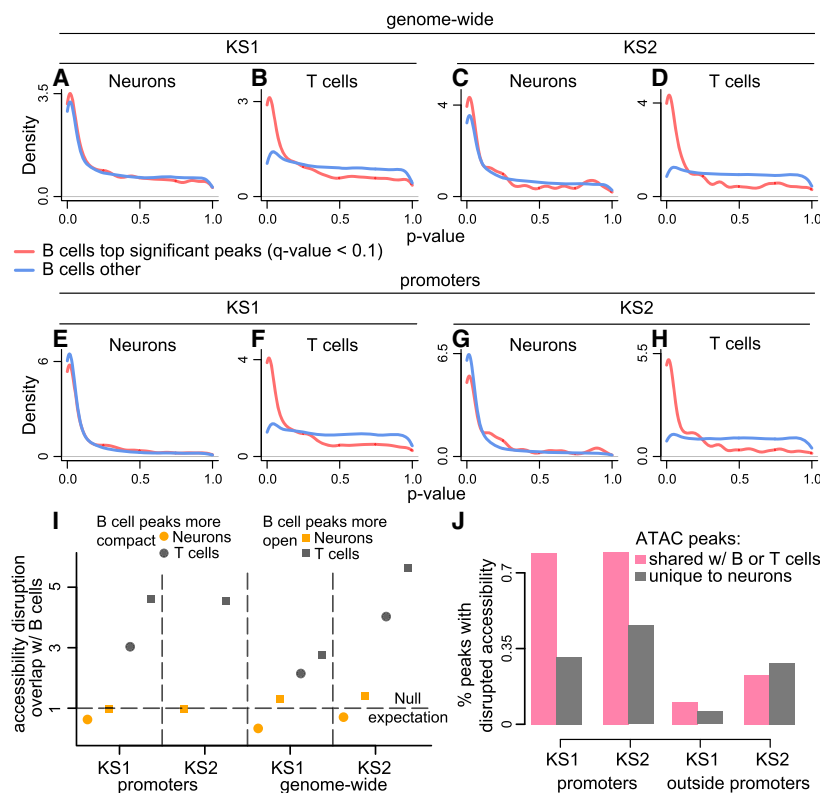 genome-wide
KS1
KS2
A
Neurons
B
T cells
C
Neurons
D
T cells
Density
0.0
3.5
0
3
0
4
0
4
0.0
0.5
1.0
0.0
0.5
1.0
0.0
0.5
1.0
0.0
0.5
1.0
p-value
B cells top significant peaks (q-value < 0.1)
B cells other
promoters
KS1
KS2
E
Neurons
F
T cells
G
Neurons
H
T cells
Density
0
6
0
4
0.0
6.5
0.0
5.5
0.0
0.5
1.0
0.0
0.5
1.0
0.0
0.5
1.0
0.0
0.5
1.0
p-value
I
B cell peaks more
compact
Neurons
T cells
B cell peaks more
open
Neurons
T cells
accessibility disruption
overlap w/ B cells
1
3
5
Null
expectation
KS1
KS2
KS1
KS2
promoters
genome-wide
J
ATAC peaks:
shared w/ B or T cells
unique to neurons
% peaks with
disrupted accessibility
0
0.35
0.7
KS1
KS2
KS1
KS2
promoters
outside promoters